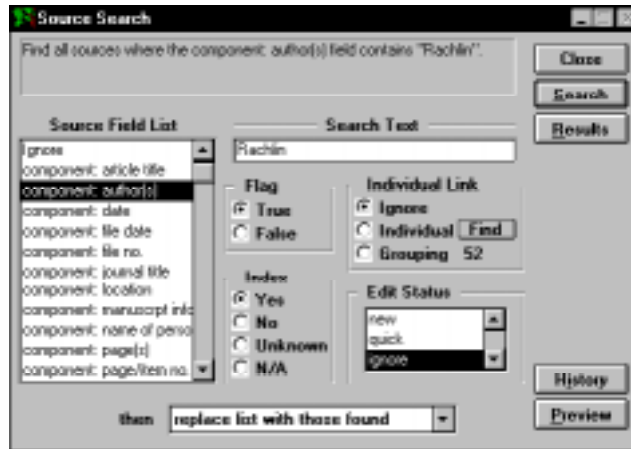 Source Search
Find all sources where the component: author(s) field contains "Rachlin".
Close
Search
Results
Source Field List
Search Text
Ignore
component: article title
component: author(s)
component: date
component: file date
component: file no.
component: journal title
component: location
component: manuscript info
component: name of perso
component: page(s)
component: page/item no.
Rachlin
Flag
True
False
Individual Link
Ignore
Individual Find
Grouping 52
Index
Yes
No
Unknown
N/A
Edit Status
new
quick
ignore
History
Preview
then replace list with those found